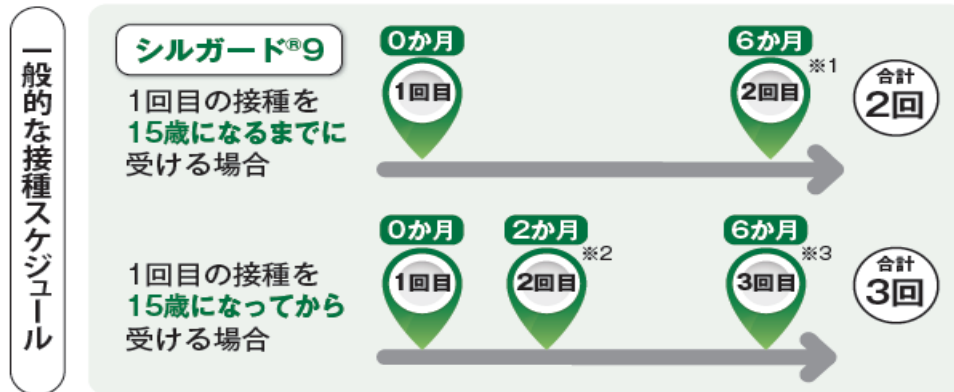 一般的な接種スケジュール
シルガード®9
1回目の接種を
15歳になるまでに
受ける場合
0か月
1回目
6か月
2回目
※1
合計
2回
1回目の接種を
15歳になってから
受ける場合
0か月
1回目
2か月
2回目
※2
6か月
3回目
※3
合計
3回